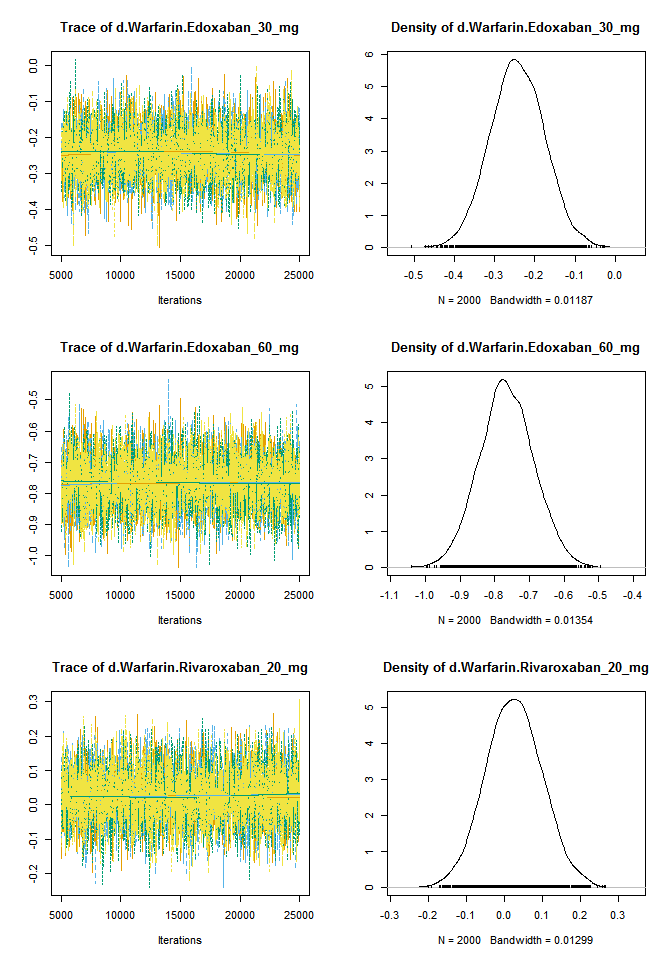 Trace of d.Warfarin.Edoxaban_30_mg
0.0
-0.1
-0.2
-0.3
-0.4
-0.5
5000 10000 15000 20000 25000
Iterations
Density of d.Warfarin.Edoxaban_30_mg
6
5
4
3
2
1
0
-0.5 -0.4 -0.3 -0.2 -0.1 0.0
N = 2000 Bandwidth = 0.01187
Trace of d.Warfarin.Edoxaban_60_mg
-0.5
-0.6
-0.7
-0.8
-0.9
-1.0
5000 10000 15000 20000 25000
Iterations
Density of d.Warfarin.Edoxaban_60_mg
5
4
3
2
1
0
-1.1 -1.0 -0.9 -0.8 -0.7 -0.6 -0.5 -0.4
N = 2000 Bandwidth = 0.01354
Trace of d.Warfarin.Rivaroxaban_20_mg
0.3
0.2
0.1
0.0
-0.1
-0.2
5000 10000 15000 20000 25000
Iterations
Density of d.Warfarin.Rivaroxaban_20_mg
5
4
3
2
1
0
-0.3 -0.2 -0.1 0.0 0.1 0.2 0.3
N = 2000 Bandwidth = 0.01299